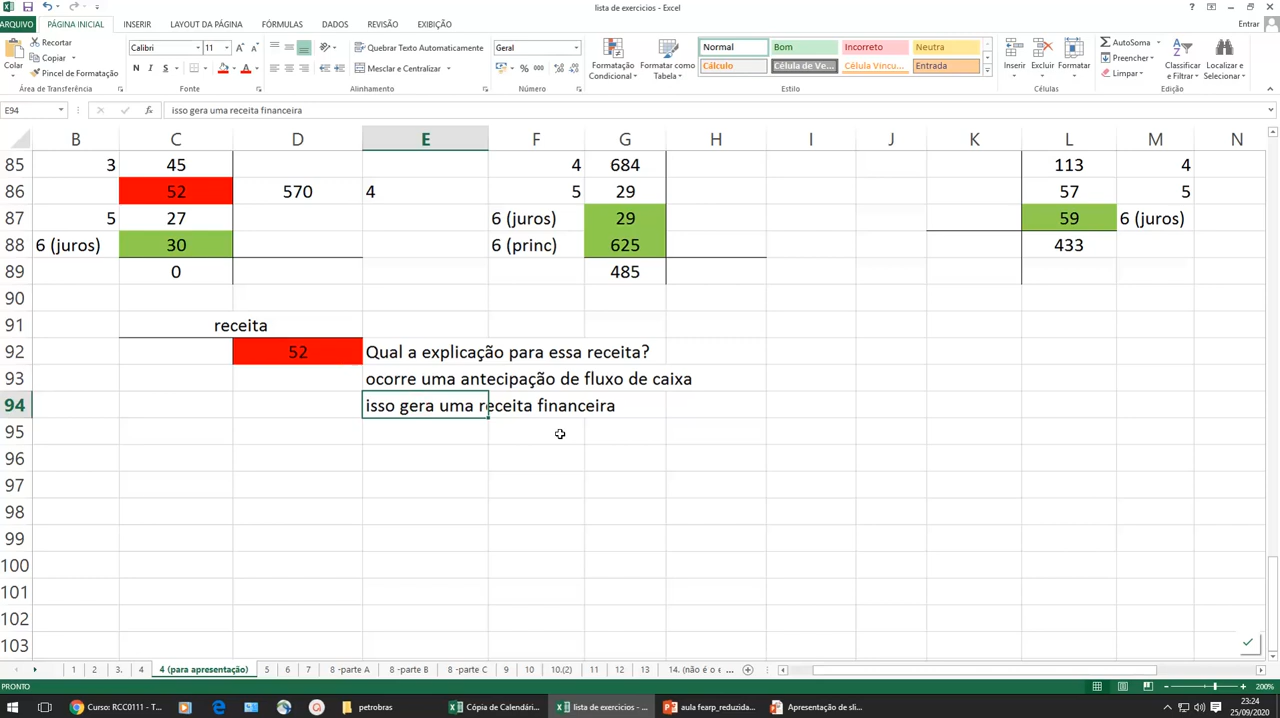 lista de exercicios - Excel
ARQUIVO PÁGINA INICIAL INSERIR LAYOUT DA PÁGINA FÓRMULAS DADOS REVISÃO EXIBIÇÃO Entrar
Colar
Recortar
Copiar
Pincel de Formatação
Área de Transferência
Calibri 11
N I S
Fonte
Quebrar Texto Automaticamente
Mesclar e Centralizar
Alinhamento
Geral
% 000
Número
Formatação Condicional
Formatar como Tabela
Normal Bom Incorreto Neutra
Cálculo Célula de Ve... Célula Vincu... Entrada
Estilo
Inserir Excluir Formatar
Células
AutoSoma
Preencher
Limpar
Classificar e Filtrar
Localizar e Selecionar
Edição
E94 fx isso gera uma receita financeira
B C D E F G H I J K L M N
85 3 45 4 684 113 4
86 52 570 4 5 29 57 5
87 5 27 6 (juros) 29 59 6 (juros)
88 6 (juros) 30 6 (princ) 625 433
89 0 485
90
91 receita
92 52 Qual a explicação para essa receita?
93 ocorre uma antecipação de fluxo de caixa
94 isso gera uma receita financeira
95
96
97
98
99
100
101
102
103
1 2 3. 4 4 (para apresentação) 5 6 7 8 -parte A 8 -parte B 8 -parte C 9 10 10.(2) 11 12 13 14. (não é o e ...
PRONTO 200%
Curso: RCC0111 - T... petrobras Cópia de Calendári... lista de exercicios - ... aula fearp_reduzida... Apresentação de sli...
23:24
25/09/2020